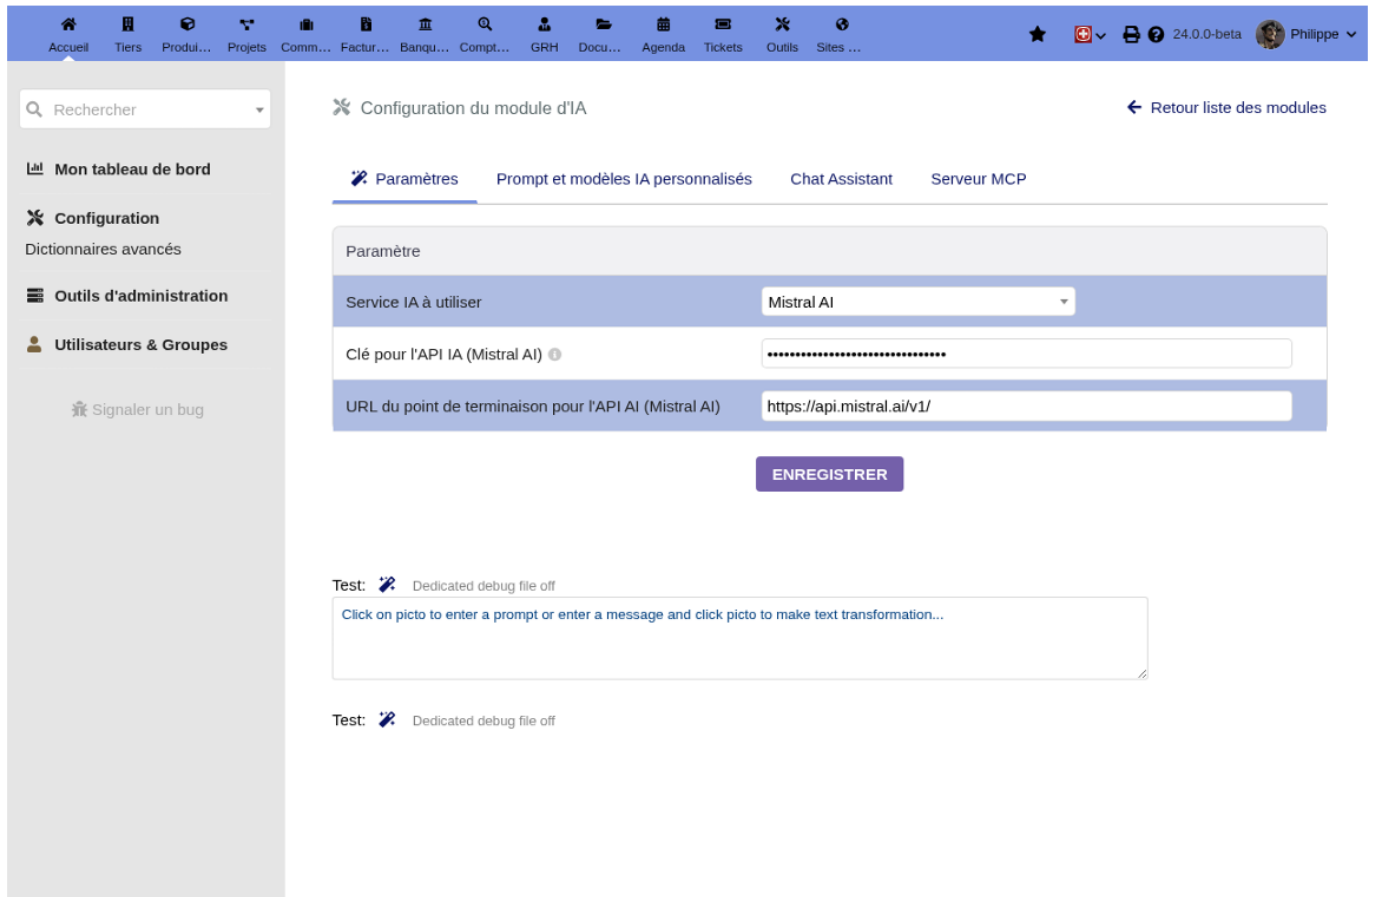 Accueil Tiers Produi... Projets Comm... Factur... Banqu... Compt... GRH Docu... Agenda Tickets Outils Sites ... 24.0.0-beta Philippe
Rechercher
Mon tableau de bord
Configuration
Dictionnaires avancés
Outils d'administration
Utilisateurs & Groupes
Signaler un bug
Configuration du module d'IA
Retour liste des modules
Paramètres Prompt et modèles IA personnalisés Chat Assistant Serveur MCP
Paramètre
Service IA à utiliser Mistral AI
Clé pour l'API IA (Mistral AI) ••••••••••••••••••••••••••••••••
URL du point de terminaison pour l'API AI (Mistral AI) https://api.mistral.ai/v1/
ENREGISTRER
Test: Dedicated debug file off
Click on picto to enter a prompt or enter a message and click picto to make text transformation...
Test: Dedicated debug file off